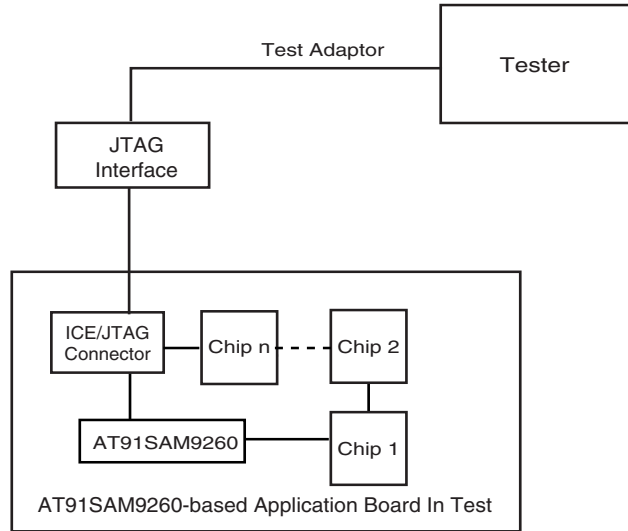 Test Adaptor
Tester
JTAG
Interface
ICE/JTAG
Connector
Chip n
Chip 2
AT91SAM9260
Chip 1
AT91SAM9260-based Application Board In Test